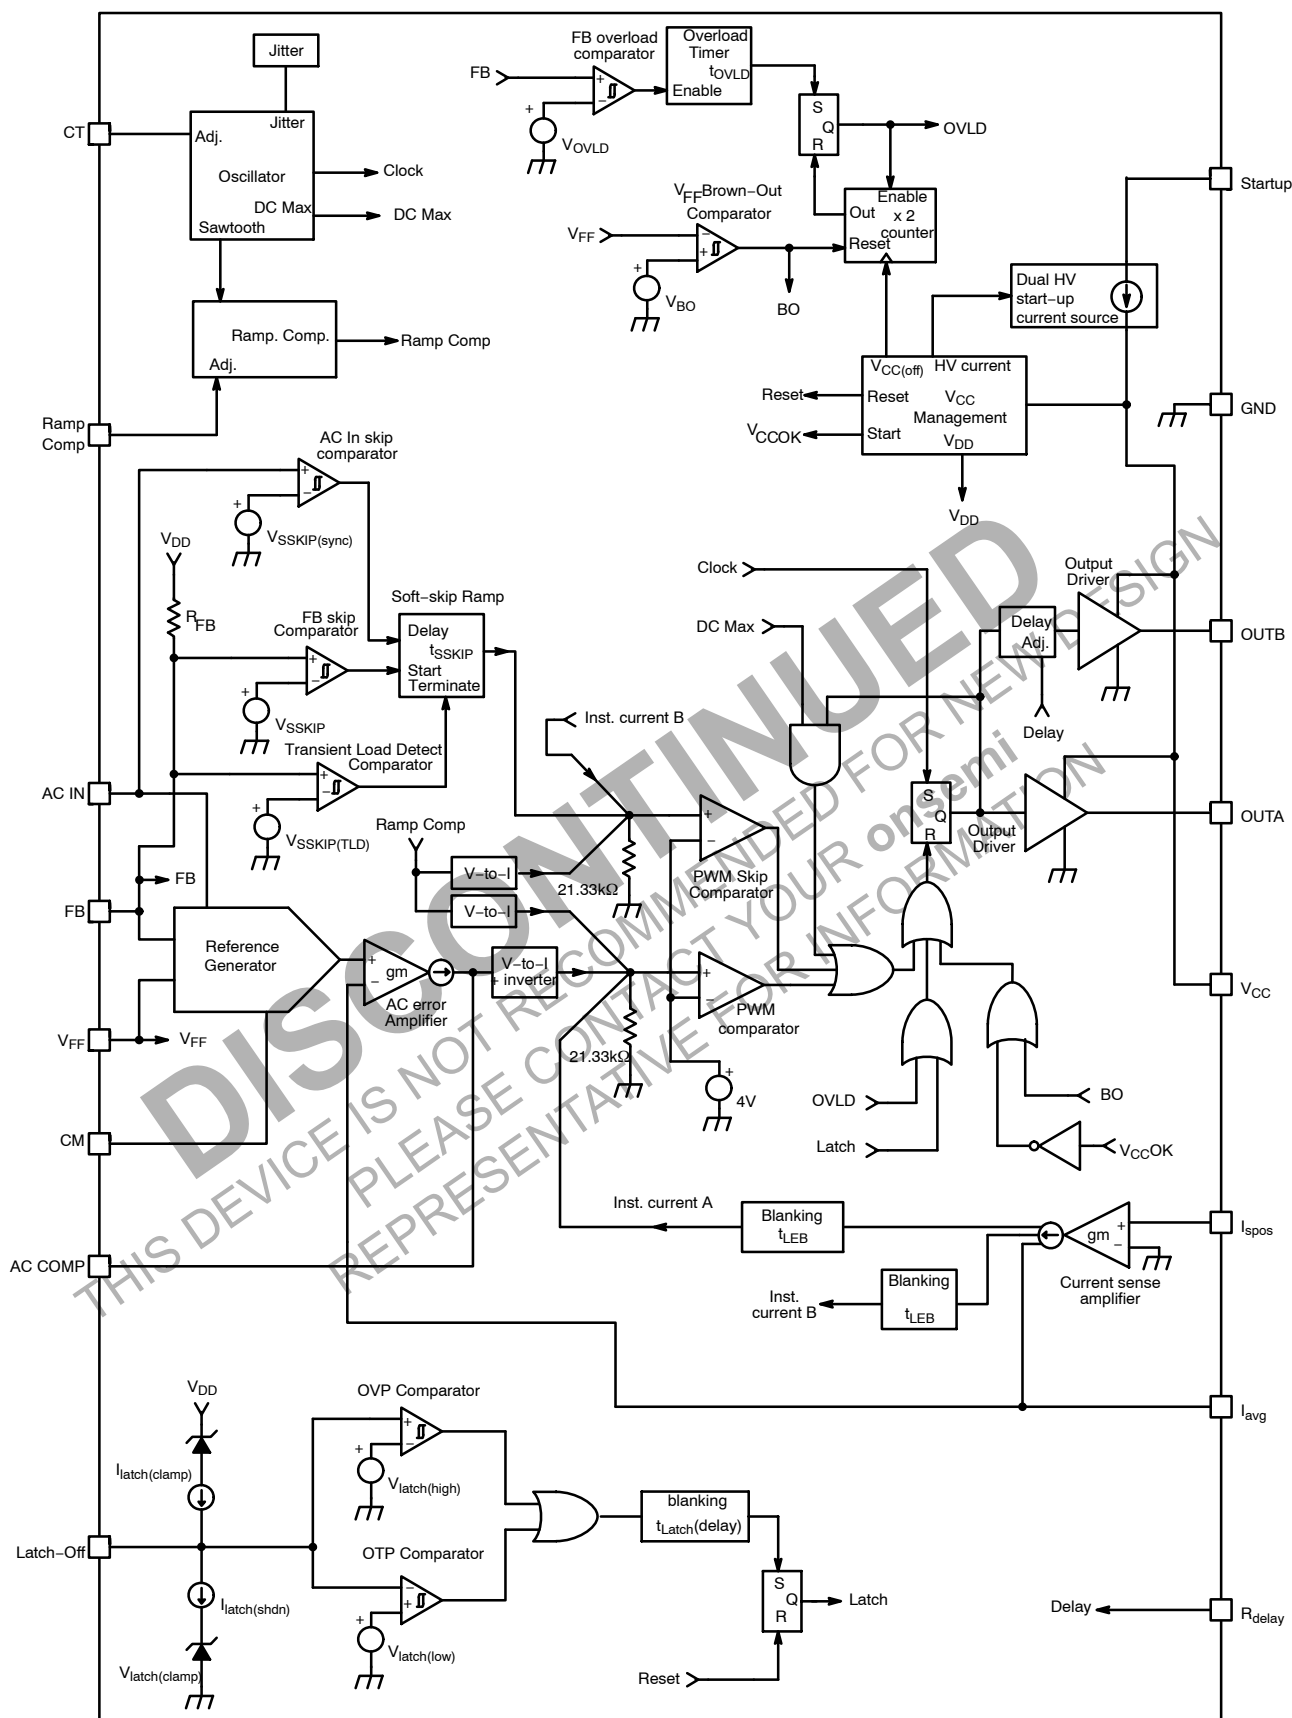 Jitter
CT
Adj.
Jitter
Oscillator
DC Max
Sawtooth
Clock
DC Max
Ramp. Comp.
Adj.
Ramp Comp
Ramp
Comp
FB overload
comparator
FB
+
−
+
VOVLD
Overload
Timer
tOVLD
Enable
S
Q
R
OVLD
VFF Brown-Out
Comparator
VFF
−
+
+
VBO
BO
Enable
x 2
counter
Out
Reset
Startup
Dual HV
start-up
current source
VCC(off)
HV current
Reset
VCC
Management
Start
VDD
Reset
VCCOK
VDD
GND
AC In skip
comparator
+
−
+
VSSKIP(sync)
VDD
RFB
FB skip
Comparator
+
−
+
VSSKIP
Soft-skip Ramp
Delay
tSSKIP
Start
Terminate
Transient Load Detect
Comparator
+
−
+
VSSKIP(TLD)
AC IN
FB
FB
VFF
VFF
Reference
Generator
CM
AC COMP
+
−
gm
AC error
Amplifier
Ramp Comp
V-to-I
V-to-I
V-to-I
+ inverter
Inst. current B
21.33kΩ
21.33kΩ
+
−
PWM Skip
Comparator
+
−
PWM
comparator
+
4V
Clock
DC Max
S
Q
R
Output
Driver
Delay
Adj.
Delay
Output
Driver
OUTB
OUTA
VCC
OVLD
Latch
BO
VCCOK
Inst. current A
Blanking
tLEB
Blanking
tLEB
Inst.
current B
gm
+
−
Current sense
amplifier
Ispos
Iavg
VDD
Ilatch(clamp)
Latch-Off
Ilatch(shdn)
Vlatch(clamp)
OVP Comparator
+
−
+
Vlatch(high)
OTP Comparator
−
+
+
Vlatch(low)
blanking
tLatch(delay)
S
Q
R
Latch
Reset
Delay
Rdelay
DISCONTINUED
THIS DEVICE IS NOT RECOMMENDED FOR NEW DESIGN
PLEASE CONTACT YOUR onsemi
REPRESENTATIVE FOR INFORMATION